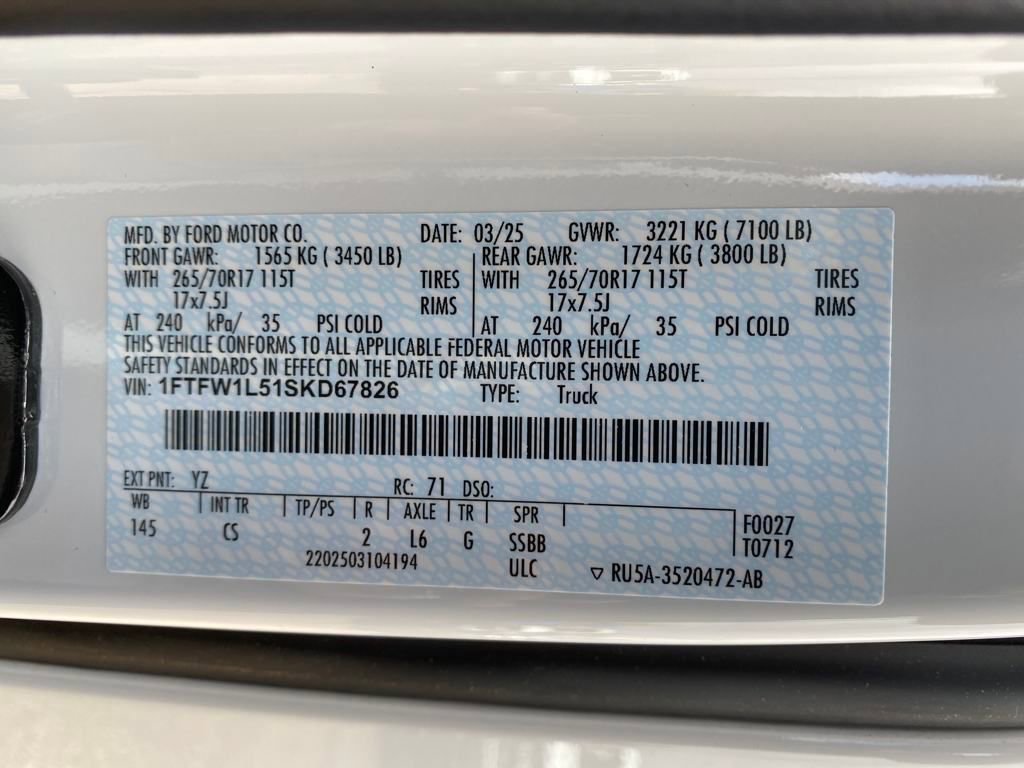 MFD. BY FORD MOTOR CO. DATE: 03/25 GVWR: 3221 KG ( 7100 LB)
FRONT GAWR: 1565 KG ( 3450 LB) REAR GAWR: 1724 KG ( 3800 LB)
WITH 265/70R17 115T TIRES WITH 265/70R17 115T TIRES
17x7.5J RIMS 17x7.5J RIMS
AT 240 kPa/ 35 PSI COLD AT 240 kPa/ 35 PSI COLD
THIS VEHICLE CONFORMS TO ALL APPLICABLE FEDERAL MOTOR VEHICLE
SAFETY STANDARDS IN EFFECT ON THE DATE OF MANUFACTURE SHOWN ABOVE.
VIN: 1FTFW1L51SKD67826 TYPE: Truck
EXT PNT: YZ RC: 71 DSO:
WB INT TR TP/PS R AXLE TR SPR F0027
145 CS 2 L6 G SSBB T0712
2202503104194 ULC ▽ RU5A-3520472-AB